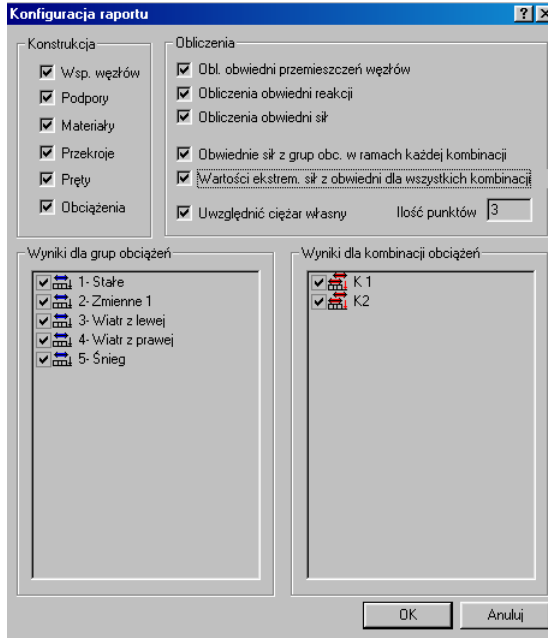 Konfiguracja raportu
Konstrukcja
Wsp. węzłów
Podpory
Materiały
Przekroje
Pręty
Obciążenia
Obliczenia
Obl. obwiedni przemieszczeń węzłów
Obliczenia obwiedni reakcji
Obliczenia obwiedni sił
Obwiednie sił z grup obc. w ramach każdej kombinacji
Wartości ekstrem. sił z obwiedni dla wszystkich kombinacji
Uwzględnić ciężar własny
Ilość punktów 3
Wyniki dla grup obciążeń
1- Stałe
2- Zmienne 1
3- Wiatr z lewej
4- Wiatr z prawej
5- Śnieg
Wyniki dla kombinacji obciążeń
K 1
K2
OK
Anuluj